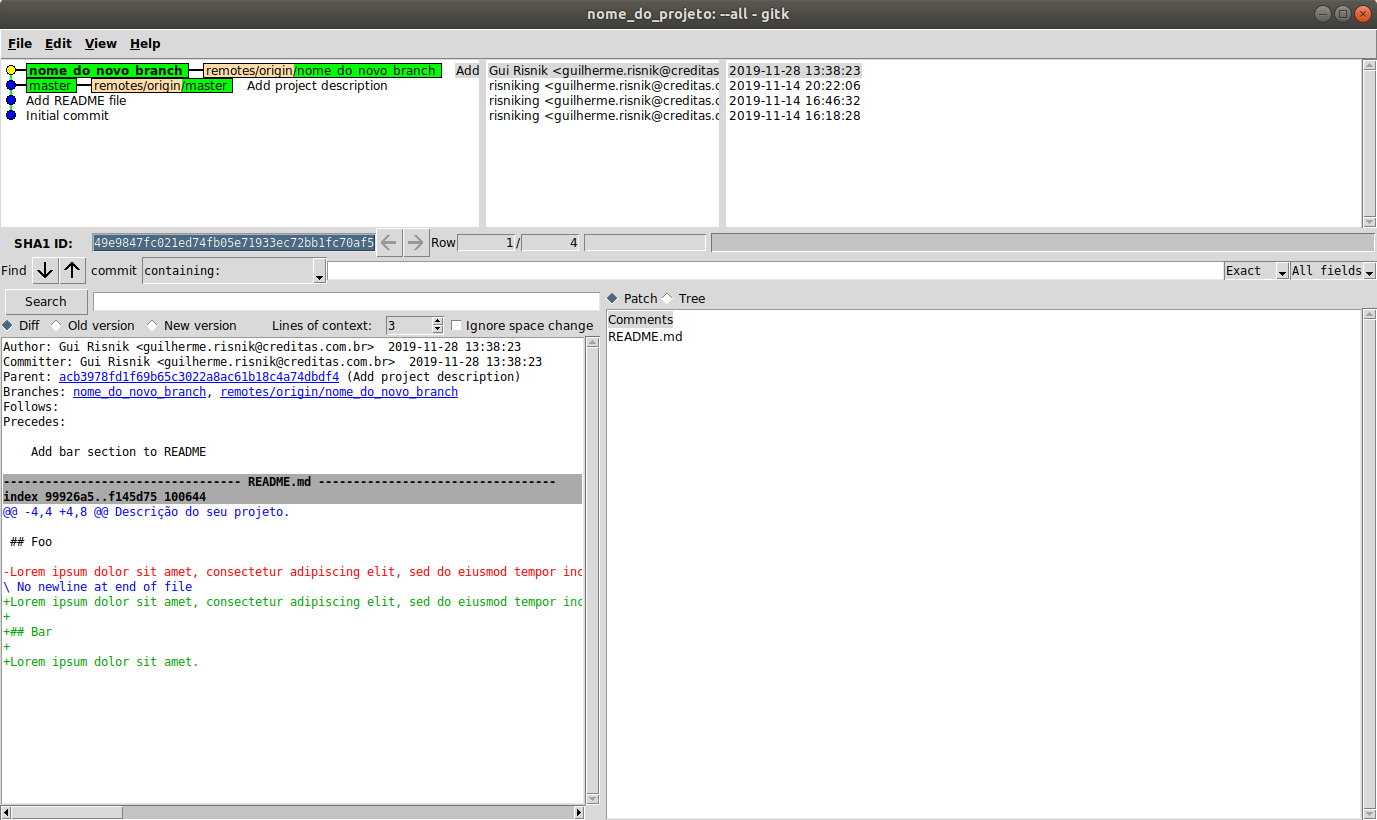 nome_do_projeto: --all - gitk
File Edit View Help
nome_do_novo_branch remotes/origin/nome_do_novo_branch Add
master remotes/origin/master Add project description
Add README file
Initial commit
Gui Risnik <guilherme.risnik@creditas
risniking <guilherme.risnik@creditas.c
risniking <guilherme.risnik@creditas.c
risniking <guilherme.risnik@creditas.c
2019-11-28 13:38:23
2019-11-14 20:22:06
2019-11-14 16:46:32
2019-11-14 16:18:28
SHA1 ID: 49e9847fc021ed74fb05e71933ec72bb1fc70af5 Row 1 / 4
Find commit containing: Exact All fields
Search
Diff Old version New version Lines of context: 3 Ignore space change
Author: Gui Risnik <guilherme.risnik@creditas.com.br> 2019-11-28 13:38:23
Committer: Gui Risnik <guilherme.risnik@creditas.com.br> 2019-11-28 13:38:23
Parent: acb3978fd1f69b65c3022a8ac61b18c4a74dbdf4 (Add project description)
Branches: nome_do_novo_branch, remotes/origin/nome_do_novo_branch
Follows:
Precedes:
Add bar section to README
---------------------------------- README.md ----------------------------------
index 99926a5..f145d75 100644
@@ -4,4 +4,8 @@ Descrição do seu projeto.
## Foo
-Lorem ipsum dolor sit amet, consectetur adipiscing elit, sed do eiusmod tempor inc
\ No newline at end of file
+Lorem ipsum dolor sit amet, consectetur adipiscing elit, sed do eiusmod tempor inc
+
+## Bar
+
+Lorem ipsum dolor sit amet.
Patch Tree
Comments
README.md